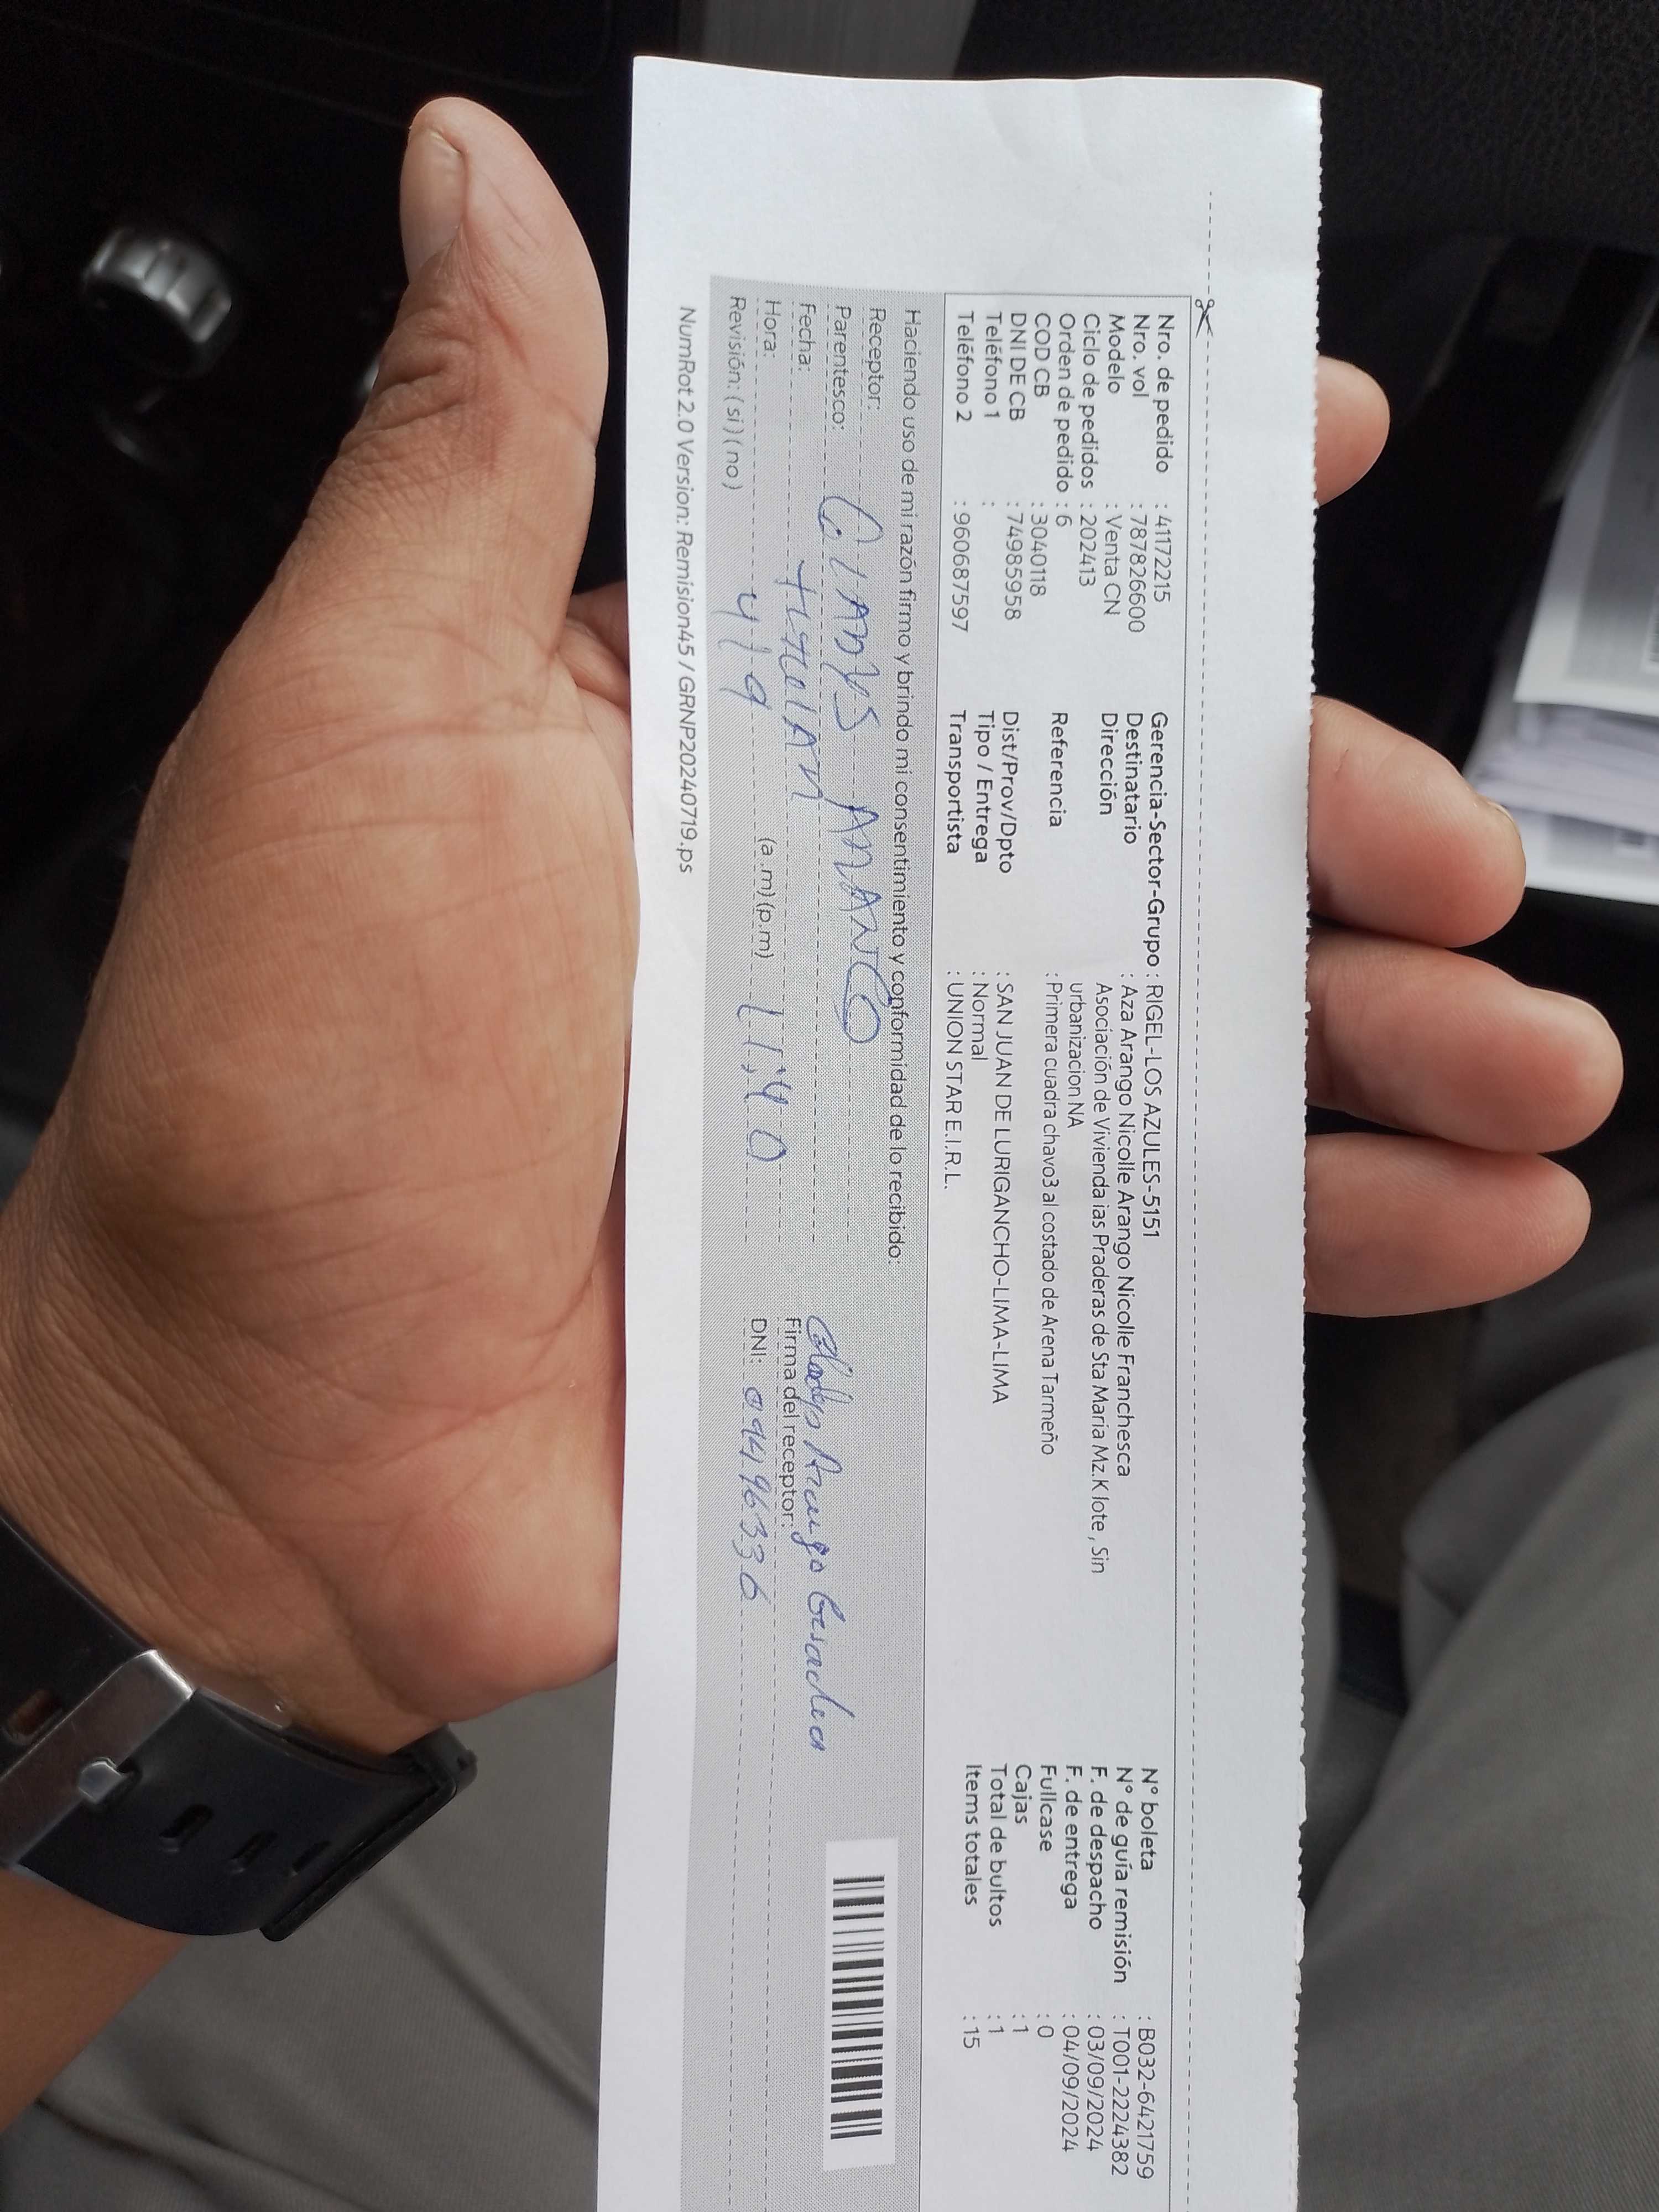 Nro. de pedido : 41172215
Nro. vol : 787826600
Modelo : Venta CN
Ciclo de pedidos : 202413
Orden de pedido : 6
COD CB : 3040118
DNI DE CB : 74985958
Teléfono 1 :
Teléfono 2 : 960687597
Gerencia-Sector-Grupo : RIGEL-LOS AZULES-5151
Destinatario : Aza Arango Nicolle Arango Nicolle Franchesca
Dirección Asociación de Vivienda ias Praderas de Sta Maria Mz.K lote , Sin
urbanizacion NA
Referencia : Primera cuadra chavo3 al costado de Arena Tarmeño
Dist/Prov/Dpto : SAN JUAN DE LURIGANCHO-LIMA-LIMA
Tipo / Entrega : Normal
Transportista : UNION STAR E.I.R.L.
N° boleta : B032-6421759
N° de guía remisión : T001-2224382
F. de despacho : 03/09/2024
F. de entrega : 04/09/2024
Fullcase : 0
Cajas : 1
Total de bultos : 1
Items totales : 15
Haciendo uso de mi razón firmo y brindo mi consentimiento y conformidad de lo recibido:
Receptor: GLADYS ARANGO
Parentesco: titular
Fecha: 4/9
Hora: (a.m)(p.m) 11:40
Revisión: (si)(no)
Gladys Arango
Firma del receptor:
DNI: 09496336
NumRot 2.0 Version: Remision45 / GRNP20240719.ps